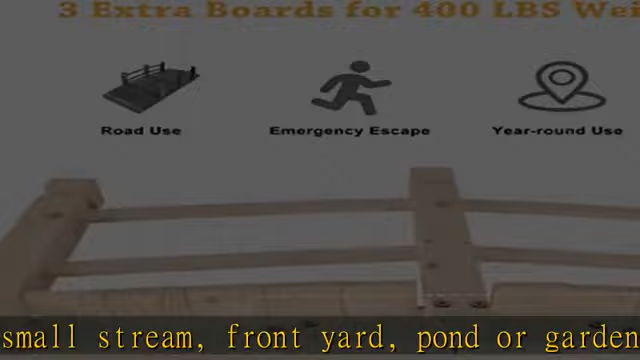 3 Extra Boards for 400 LBS Wei
Road Use
Emergency Escape
Year-round Use
small stream, front yard, pond or garden